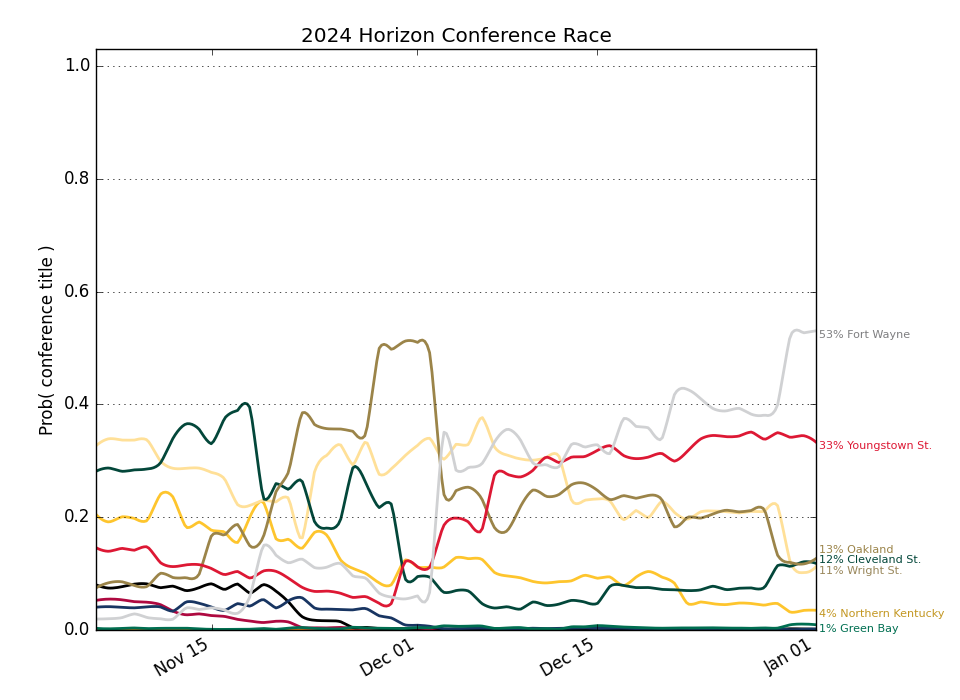 2024 Horizon Conference Race
Prob( conference title )
1.0
0.8
0.6
0.4
0.2
0.0
Nov 15
Dec 01
Dec 15
Jan 01
53% Fort Wayne
33% Youngstown St.
13% Oakland
12% Cleveland St.
11% Wright St.
4% Northern Kentucky
1% Green Bay